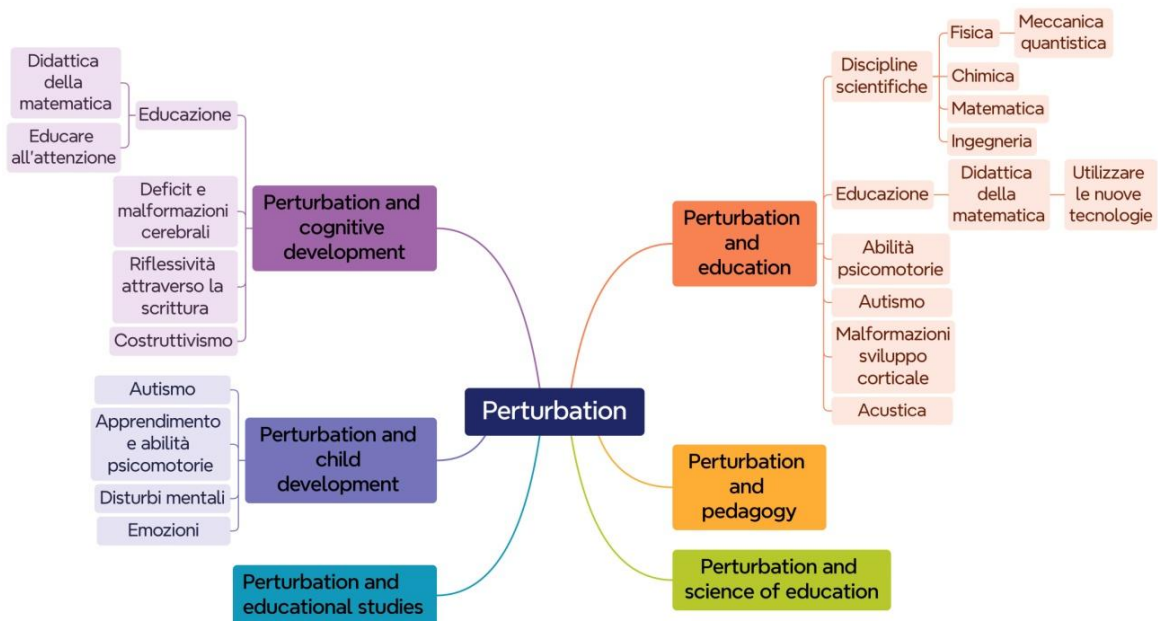 Perturbation
Perturbation and
cognitive
development
Educazione
Didattica
della
matematica
Educare
all'attenzione
Deficit e
malformazioni
cerebrali
Riflessività
attraverso la
scrittura
Costruttivismo
Perturbation and
child
development
Autismo
Apprendimento
e abilità
psicomotorie
Disturbi mentali
Emozioni
Perturbation and
educational studies
Perturbation
and
education
Discipline
scientifiche
Fisica
Meccanica
quantistica
Chimica
Matematica
Ingegneria
Educazione
Didattica
della
matematica
Utilizzare
le nuove
tecnologie
Abilità
psicomotorie
Autismo
Malformazioni
sviluppo
corticale
Acustica
Perturbation
and
pedagogy
Perturbation and
science of education